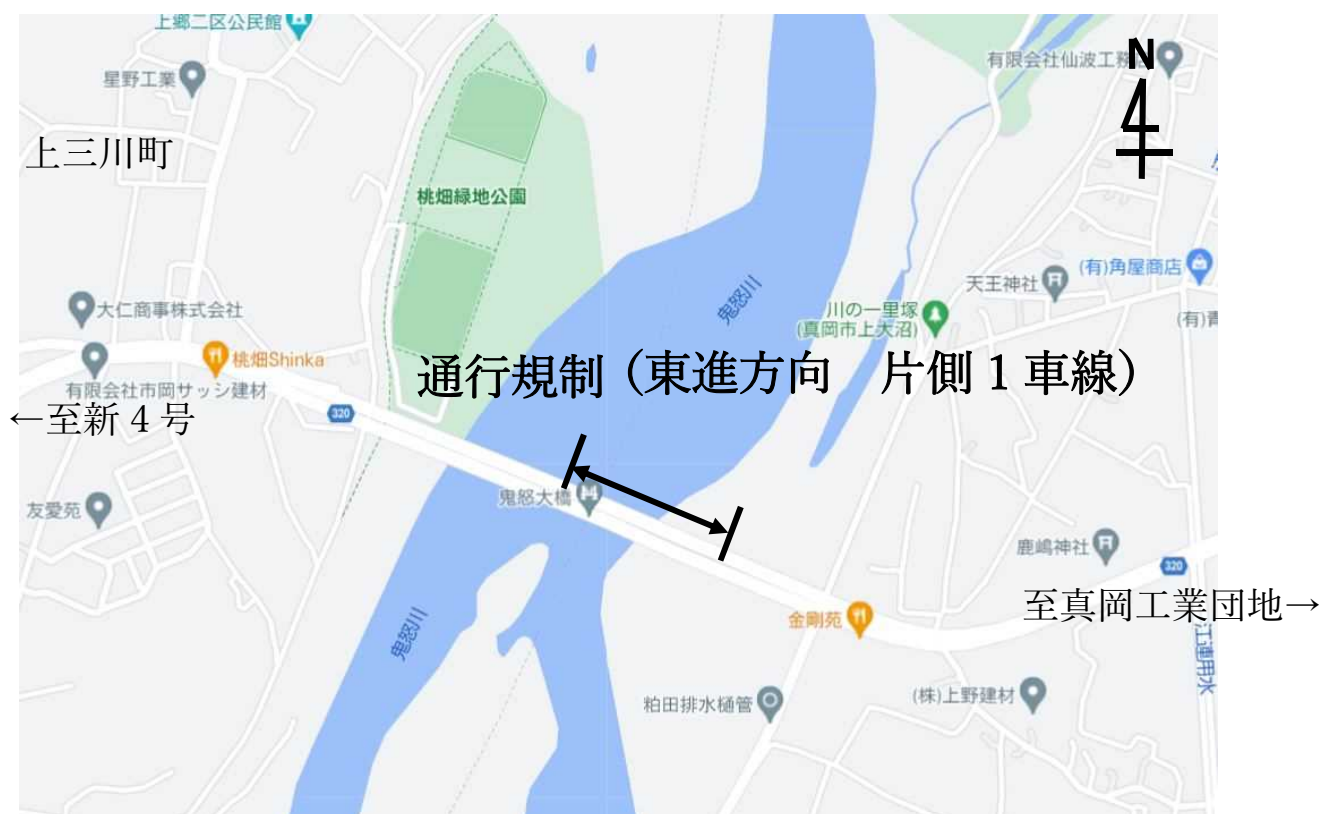 上郷二区公民館
星野工業
有限会社仙波工務店
N
上三川町
桃畑緑地公園
鬼怒川
天王神社
(有)角屋商店
大仁商事株式会社
川の一里塚
(真岡市上大沼)
(有)青
桃畑Shinka
有限会社市岡サッシ建材
通行規制(東進方向　片側1車線)
←至新4号
320
鬼怒大橋
友愛苑
鹿嶋神社
320
至真岡工業団地→
金剛苑
鬼怒川
江連用水
粕田排水樋管
(株)上野建材